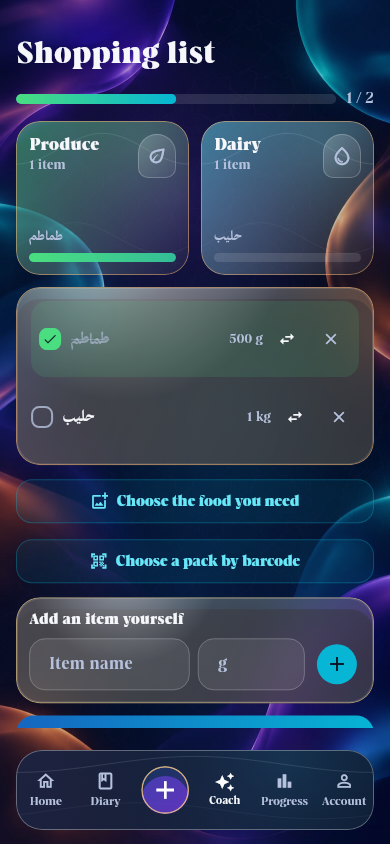 Shopping list
1 / 2
Produce
1 item
طماطم
Dairy
1 item
حليب
طماطم 500 g
حليب 1 kg
Choose the food you need
Choose a pack by barcode
Add an item yourself
Item name g
Home Diary Coach Progress Account